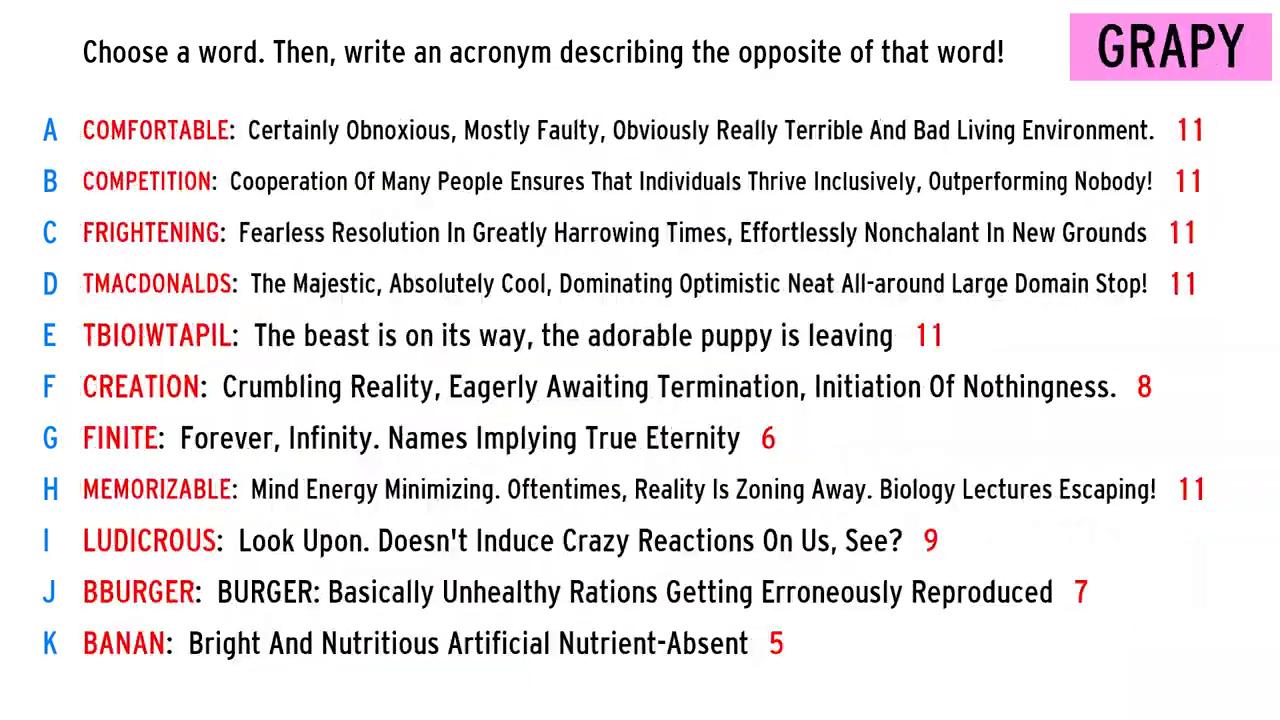 Choose a word. Then, write an acronym describing the opposite of that word!
GRAPY
A COMFORTABLE: Certainly Obnoxious, Mostly Faulty, Obviously Really Terrible And Bad Living Environment. 11
B COMPETITION: Cooperation Of Many People Ensures That Individuals Thrive Inclusively, Outperforming Nobody! 11
C FRIGHTENING: Fearless Resolution In Greatly Harrowing Times, Effortlessly Nonchalant In New Grounds 11
D TMACDONALDS: The Majestic, Absolutely Cool, Dominating Optimistic Neat All-around Large Domain Stop! 11
E TBIOIWTAPIL: The beast is on its way, the adorable puppy is leaving 11
F CREATION: Crumbling Reality, Eagerly Awaiting Termination, Initiation Of Nothingness. 8
G FINITE: Forever, Infinity. Names Implying True Eternity 6
H MEMORIZABLE: Mind Energy Minimizing. Oftentimes, Reality Is Zoning Away. Biology Lectures Escaping! 11
I LUDICROUS: Look Upon. Doesn't Induce Crazy Reactions On Us, See? 9
J BBURGER: BURGER: Basically Unhealthy Rations Getting Erroneously Reproduced 7
K BANAN: Bright And Nutritious Artificial Nutrient-Absent 5